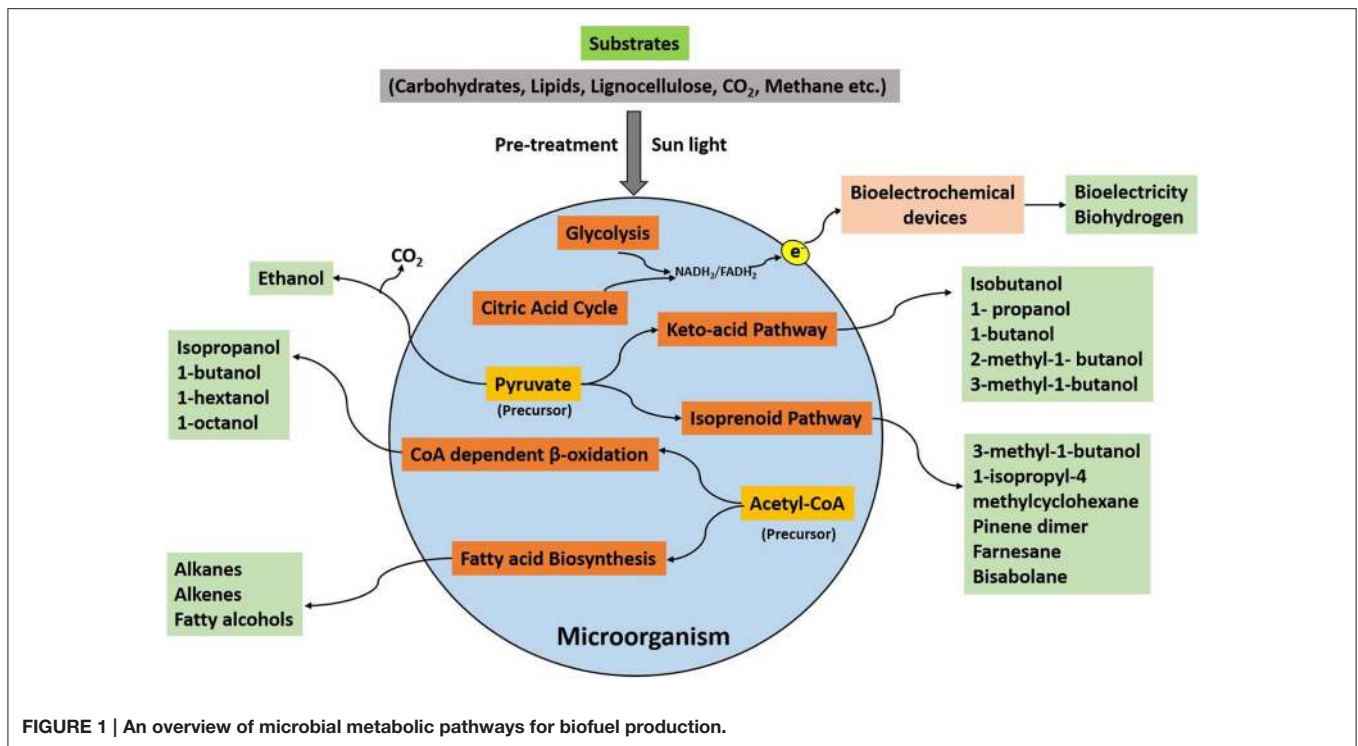 Substrates
(Carbohydrates, Lipids, Lignocellulose, CO₂, Methane etc.)
Pre-treatment Sun light
Bioelectrochemical
devices
Bioelectricity
Biohydrogen
Glycolysis
e⁻
NADH₂/FADH₂
CO₂
Ethanol
Citric Acid Cycle
Keto-acid Pathway
Isobutanol
1- propanol
1-butanol
2-methyl-1- butanol
3-methyl-1-butanol
Isopropanol
1-butanol
1-hextanol
1-octanol
Pyruvate
(Precursor)
Isoprenoid Pathway
CoA dependent β-oxidation
3-methyl-1-butanol
1-isopropyl-4
methylcyclohexane
Pinene dimer
Farnesane
Bisabolane
Acetyl-CoA
(Precursor)
Fatty acid Biosynthesis
Alkanes
Alkenes
Fatty alcohols
Microorganism
FIGURE 1 | An overview of microbial metabolic pathways for biofuel production.